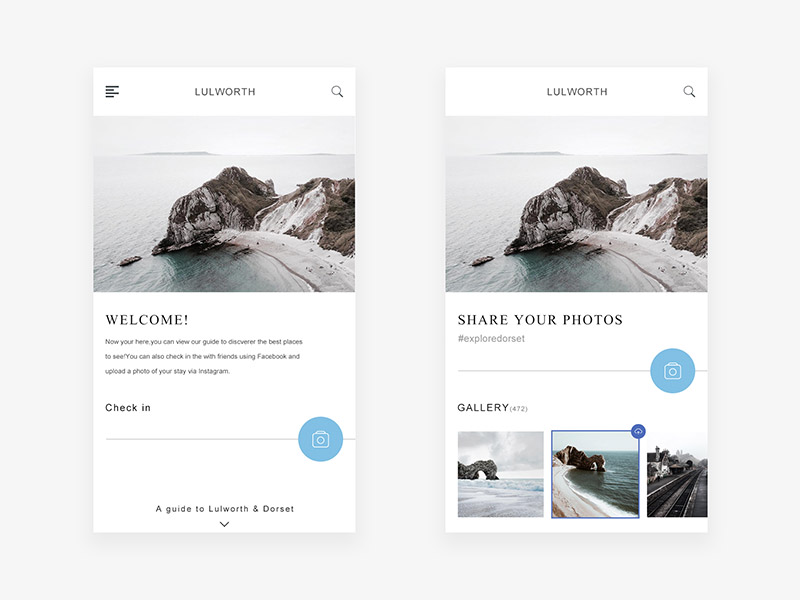 LULWORTH
WELCOME!
Now your here,you can view our guide to discverer the best places
to see!You can also check in the with friends using Facebook and
upload a photo of your stay via Instagram.
Check in
A guide to Lulworth & Dorset
LULWORTH
SHARE YOUR PHOTOS
#exploredorset
GALLERY(472)